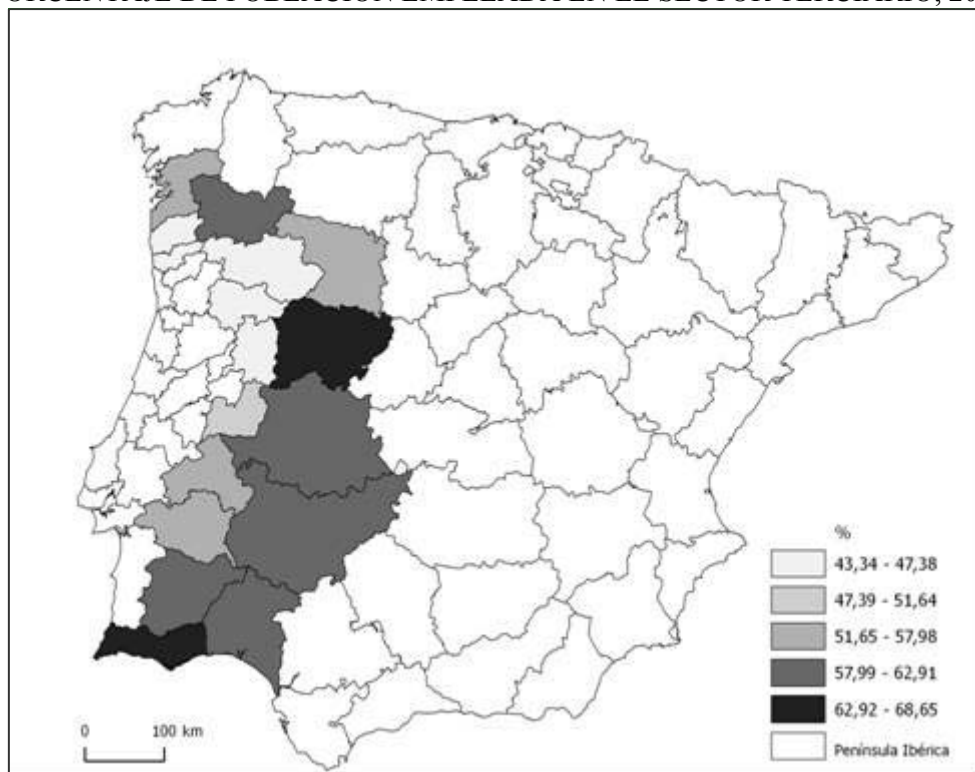 %
43,34 - 47,38
47,39 - 51,64
51,65 - 57,98
57,99 - 62,91
62,92 - 68,65
Península Ibérica
0 100 km